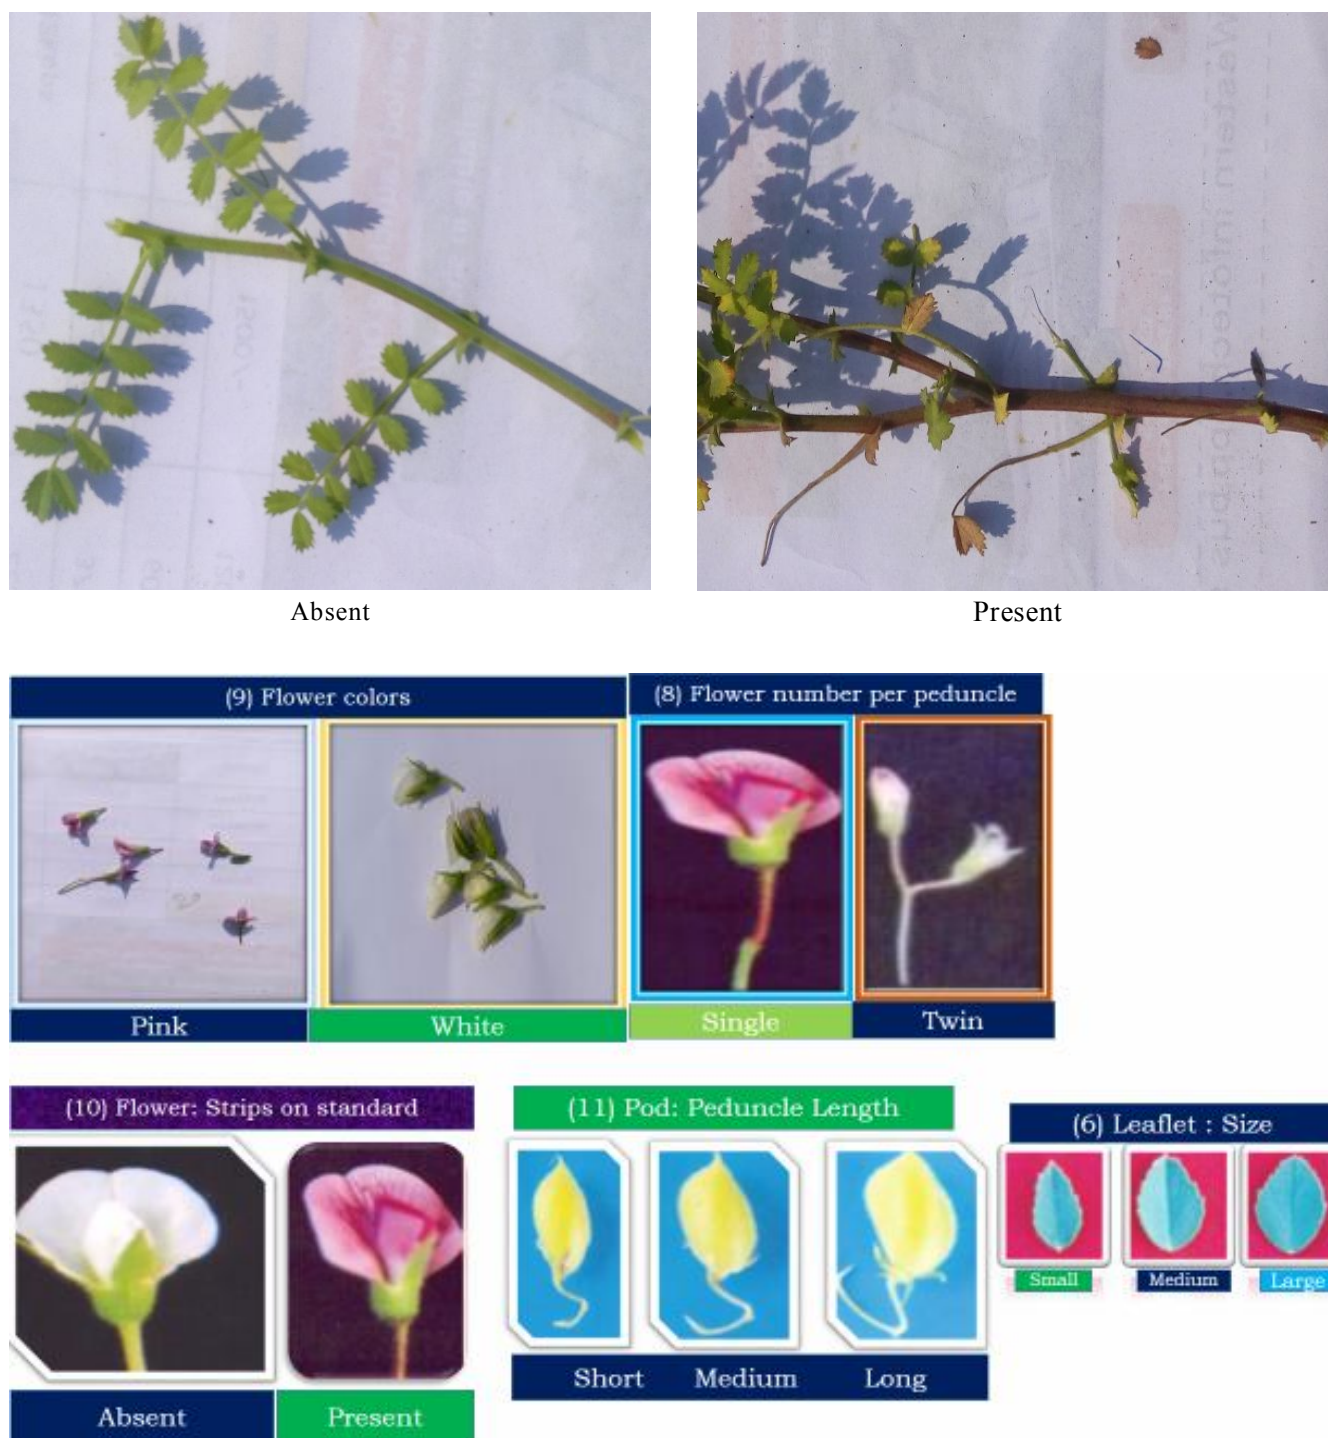 Absent
Present
(9) Flower colors
(8) Flower number per peduncle
Pink
White
Single
Twin
(10) Flower: Strips on standard
(11) Pod: Peduncle Length
(6) Leaflet : Size
Small
Medium
Large
Short
Medium
Long
Absent
Present